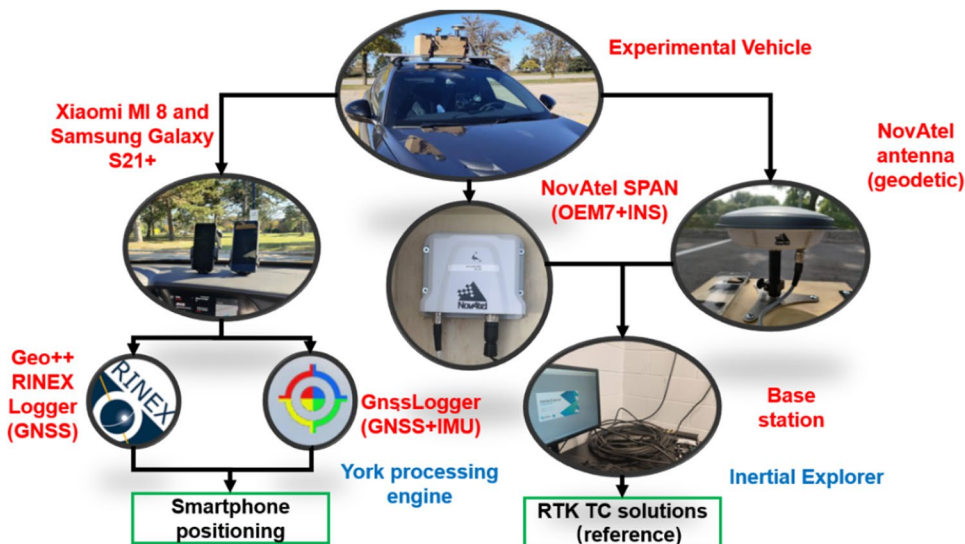 Experimental Vehicle
Xiaomi MI 8 and
Samsung Galaxy
S21+
NovAtel
antenna
(geodetic)
NovAtel SPAN
(OEM7+INS)
NovAtel
Geo++
RINEX
Logger
(GNSS)
RINEX
GnssLogger
(GNSS+IMU)
Base
station
York processing
engine
Inertial Explorer
Smartphone
positioning
RTK TC solutions
(reference)